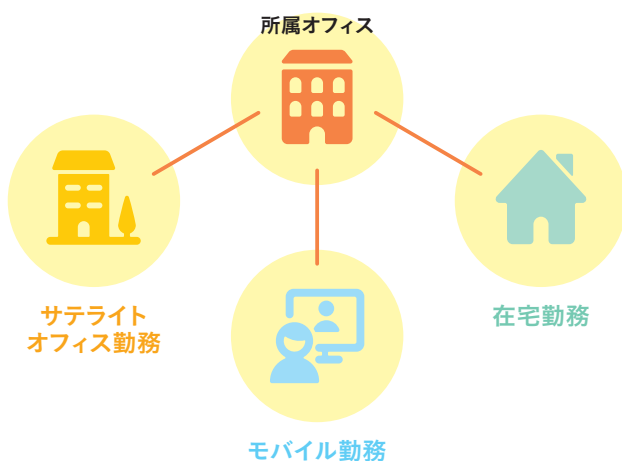 所属オフィス
サテライト
オフィス勤務
在宅勤務
モバイル勤務